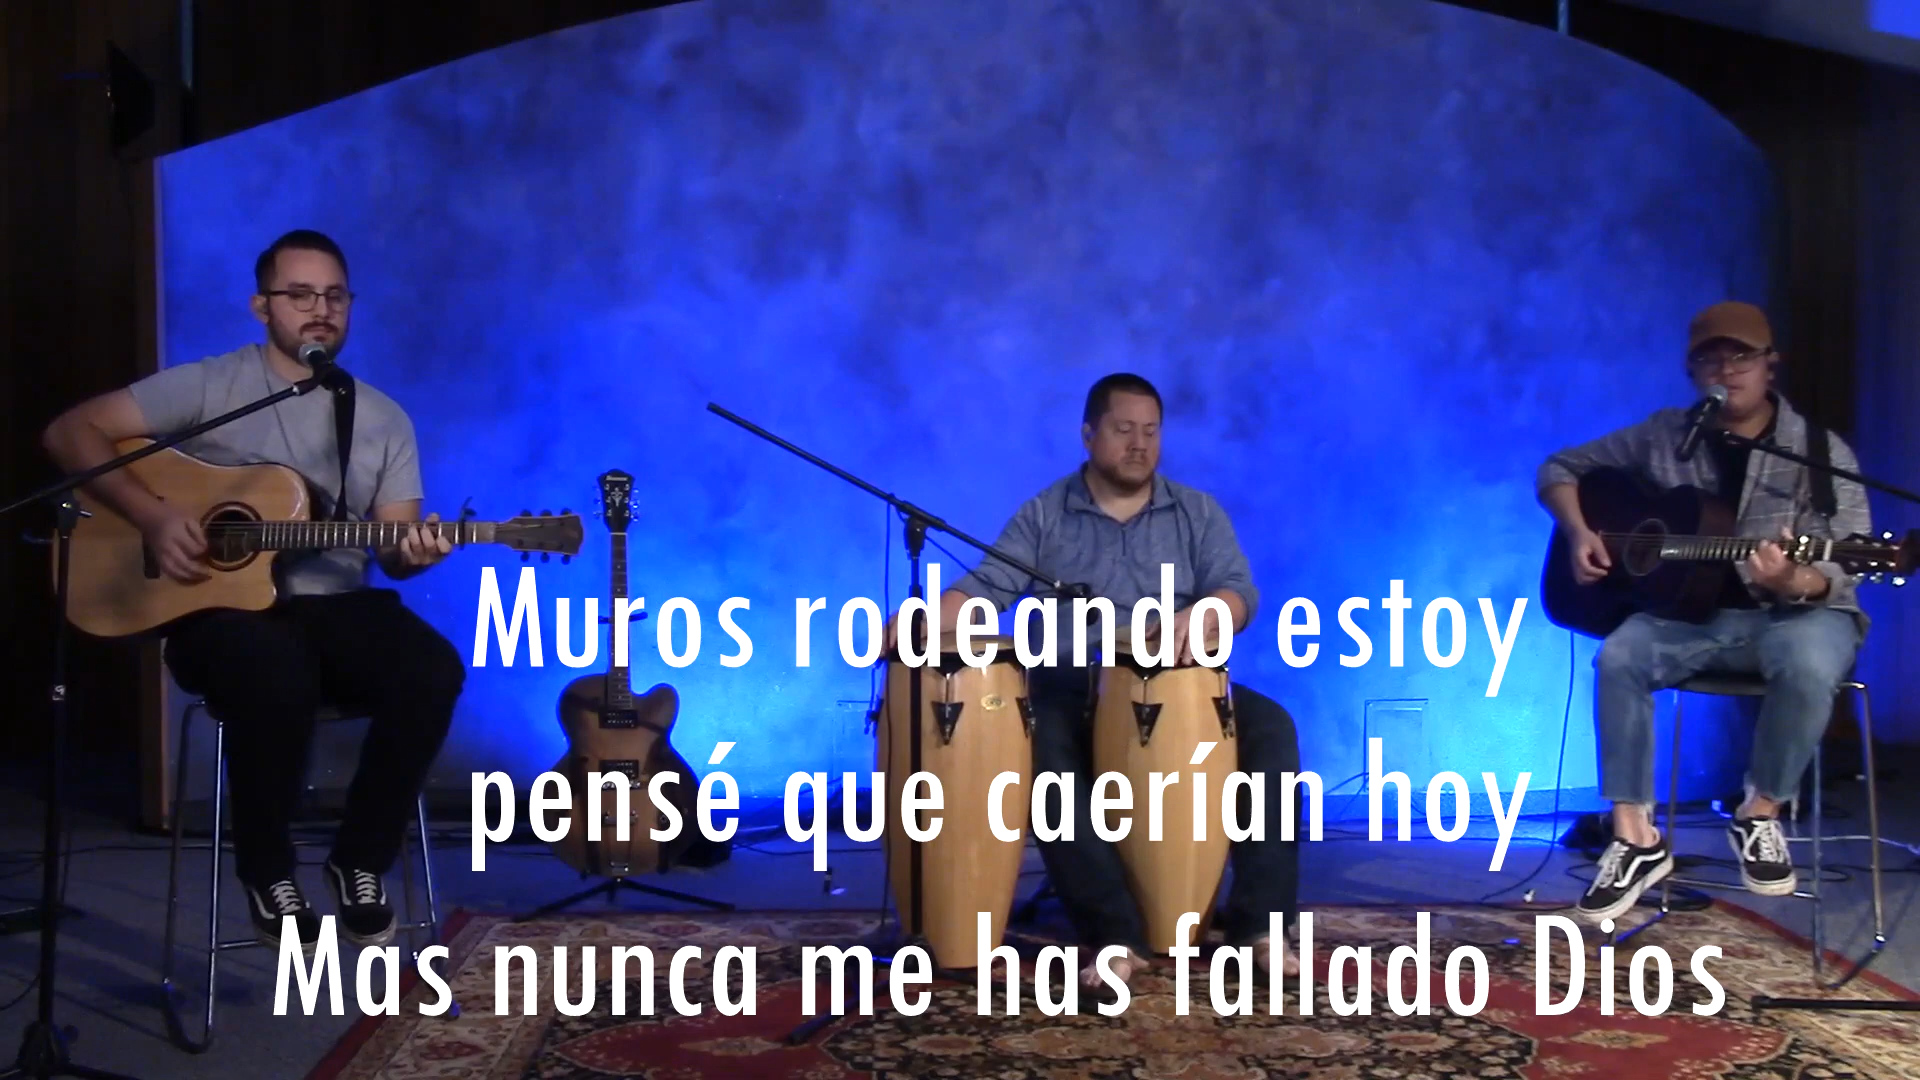 Muros rodeando estoy
pensé que caerían hoy
Mas nunca me has fallado Dios